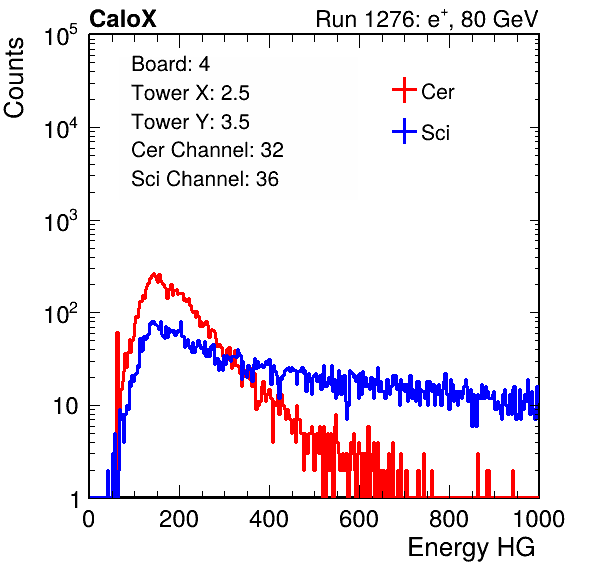 CaloX Run 1276: e⁺, 80 GeV
Counts
10⁵
10⁴
10³
10²
10
1
Board: 4
Tower X: 2.5
Tower Y: 3.5
Cer Channel: 32
Sci Channel: 36
Cer
Sci
0 200 400 600 800 1000
Energy HG